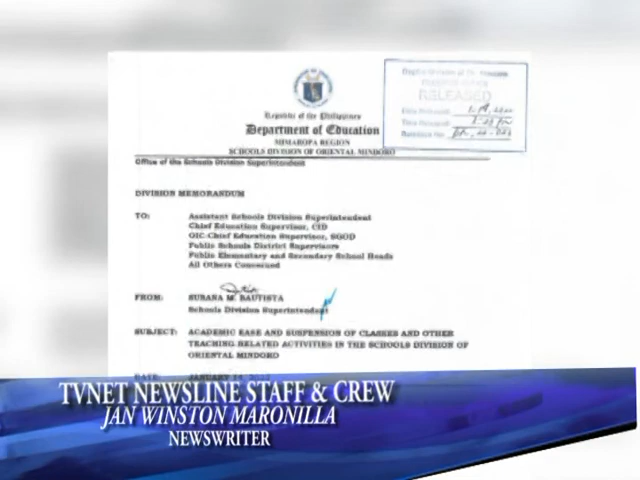 RELEASED
Republic of the Philippines
Department of Education
MIMAROPA REGION
SCHOOLS DIVISION OF ORIENTAL MINDORO
Office of the Schools Division Superintendent
DIVISION MEMORANDUM
TO: Assistant Schools Division Superintendent
Chief Education Supervisor, CID
OIC-Chief Education Supervisor, SGOD
Public Schools District Supervisors
Public Elementary and Secondary School Heads
All Others Concerned
FROM: SUSANA M. BAUTISTA
Schools Division Superintendent
SUBJECT: ACADEMIC EASE AND SUSPENSION OF CLASSES AND OTHER
TEACHING-RELATED ACTIVITIES IN THE SCHOOLS DIVISION OF
ORIENTAL MINDORO
DATE: JANUARY
TVNET NEWSLINE STAFF & CREW
JAN WINSTON MARONILLA
NEWSWRITER